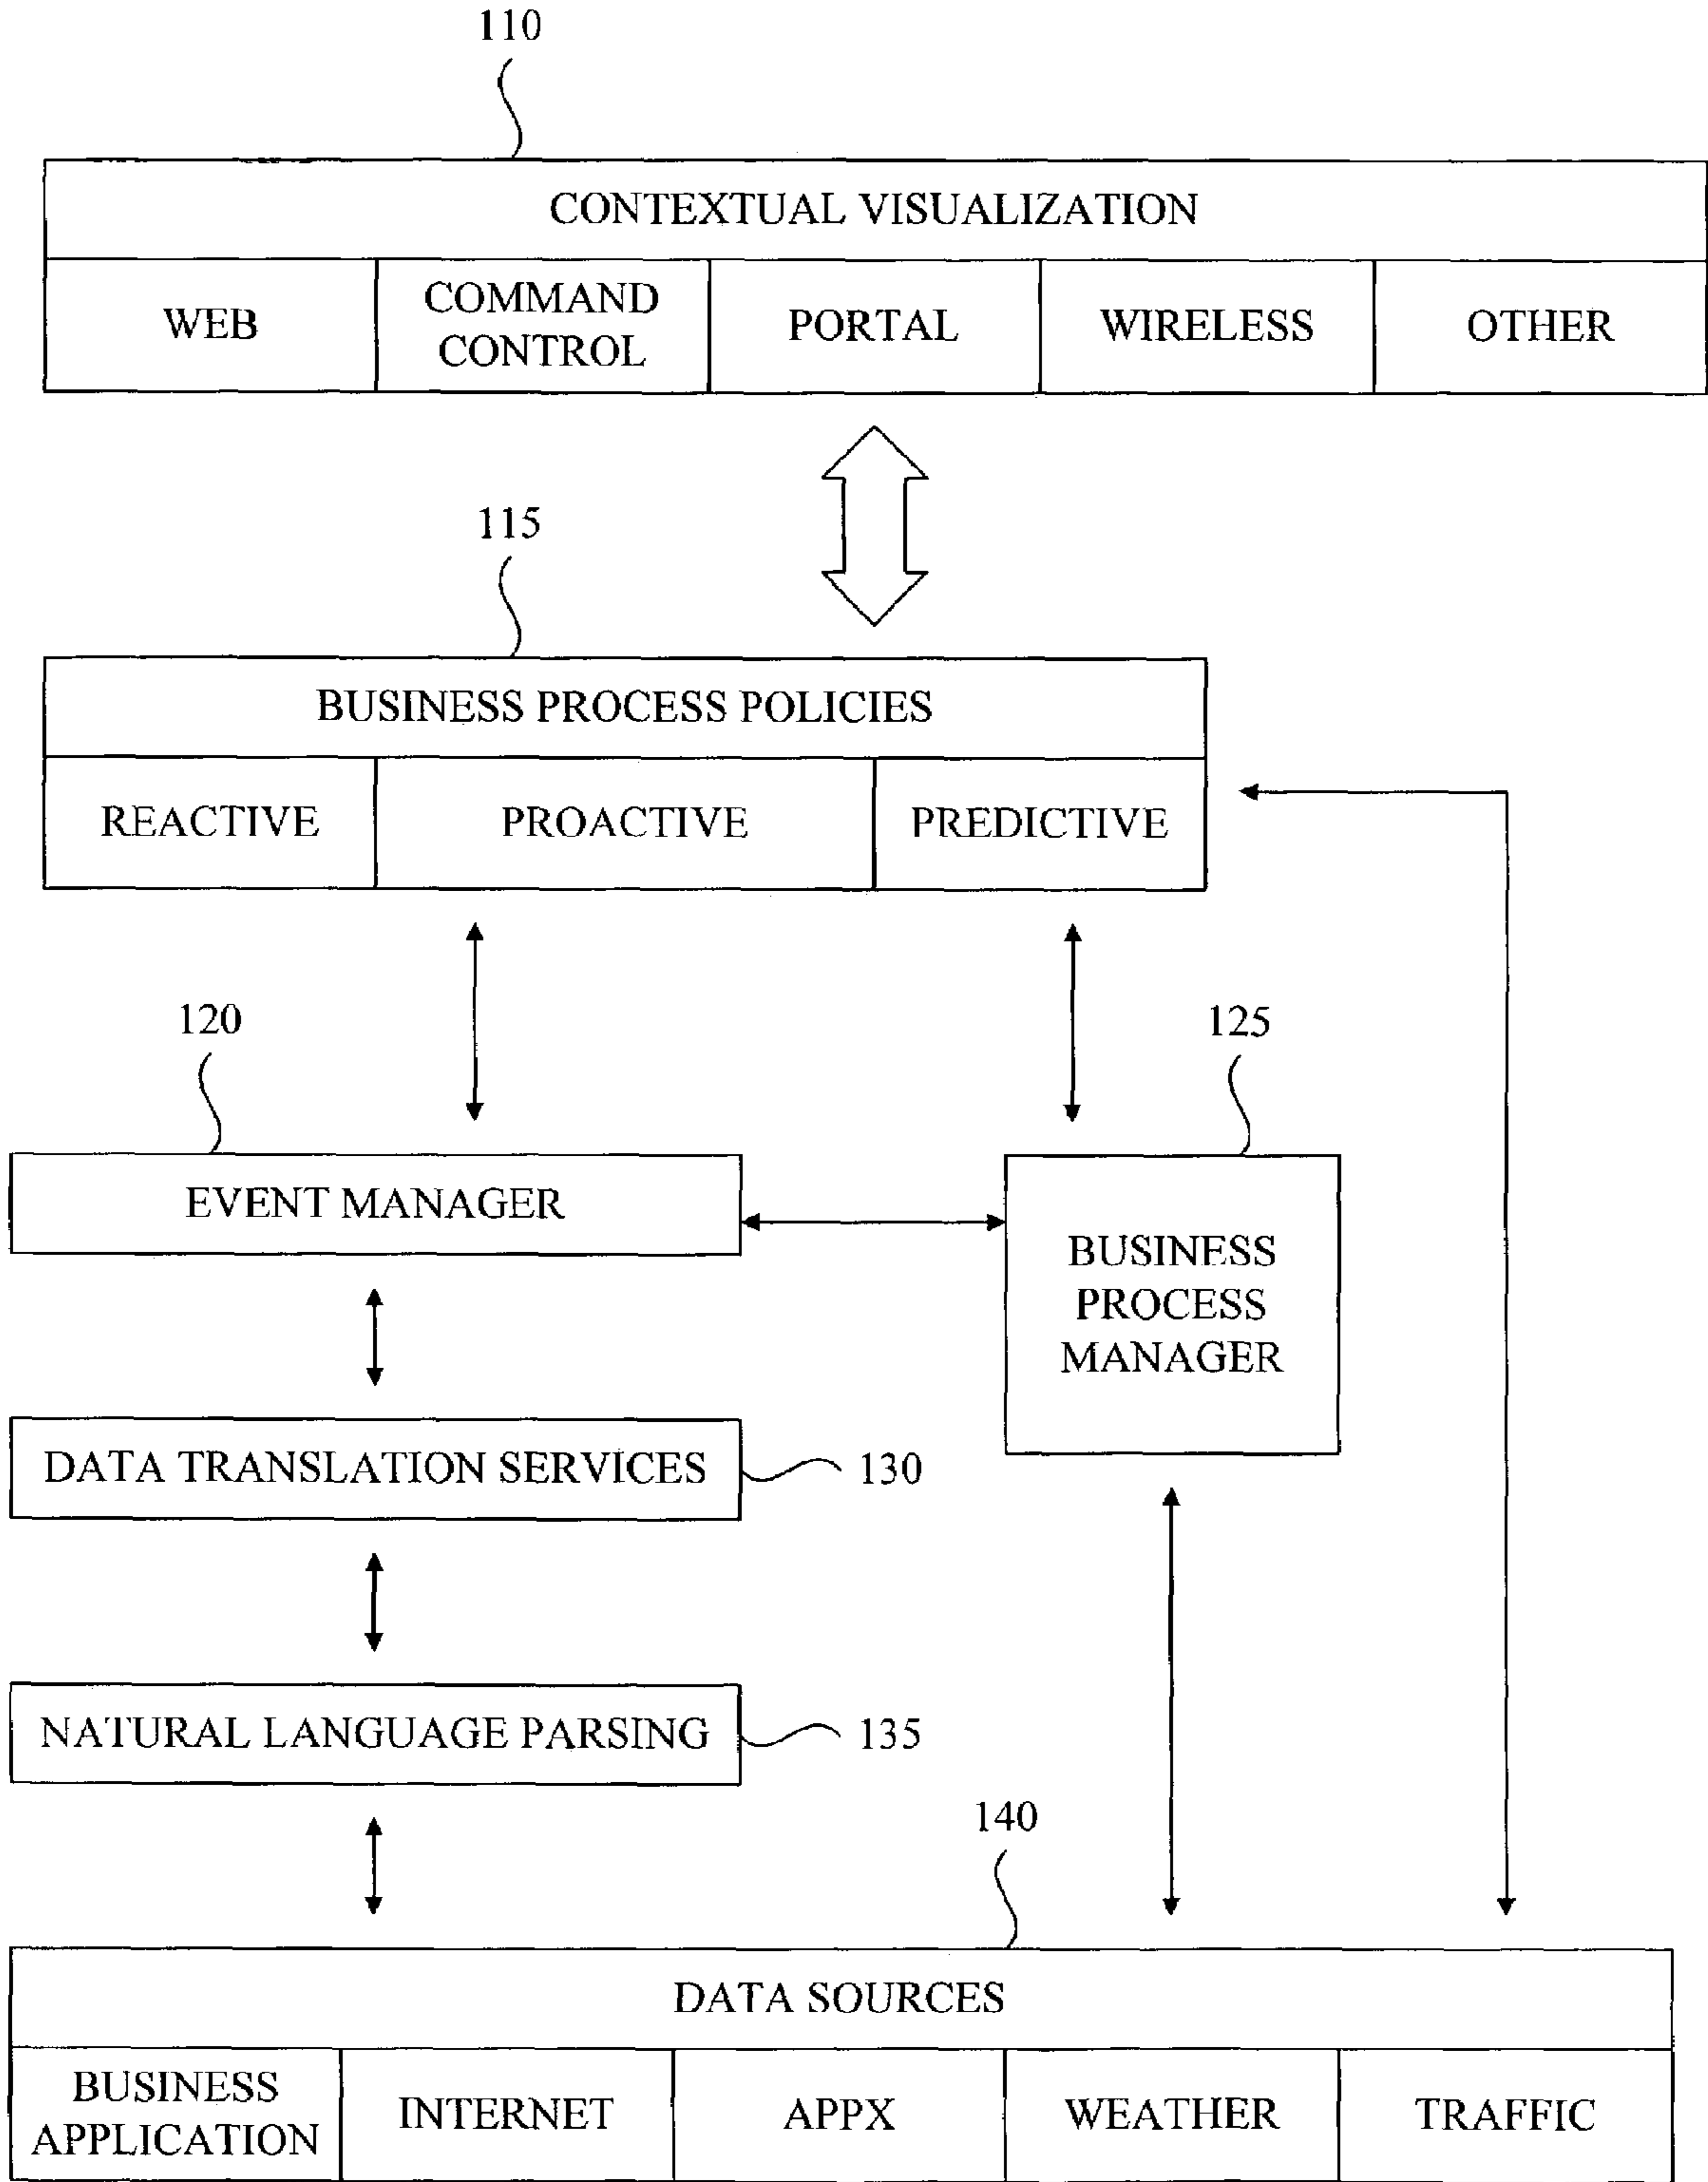 110
CONTEXTUAL VISUALIZATION
WEB
COMMAND
CONTROL
PORTAL
WIRELESS
OTHER
115
BUSINESS PROCESS POLICIES
REACTIVE
PROACTIVE
PREDICTIVE
120
125
EVENT MANAGER
BUSINESS
PROCESS
MANAGER
DATA TRANSLATION SERVICES
130
NATURAL LANGUAGE PARSING
135
140
DATA SOURCES
BUSINESS
APPLICATION
INTERNET
APPX
WEATHER
TRAFFIC